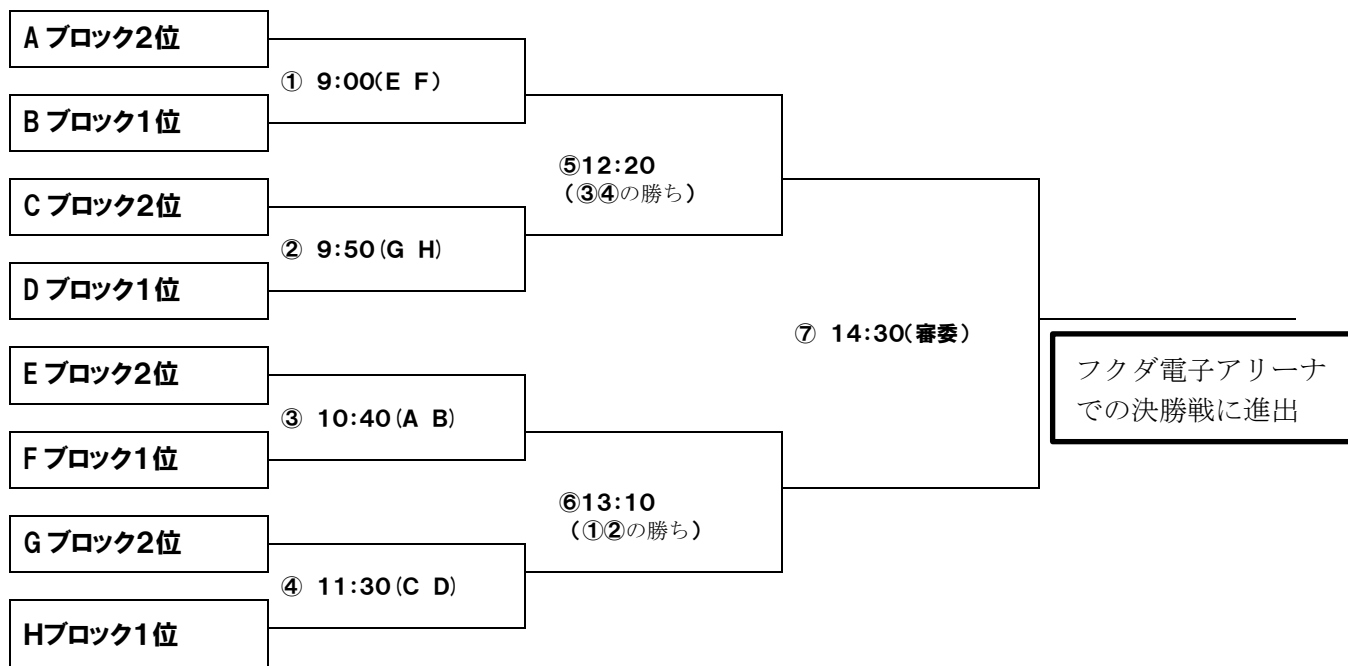 Aブロック2位
① 9:00(E F)
Bブロック1位
⑤12:20
(③④の勝ち)
Cブロック2位
② 9:50(G H)
Dブロック1位
⑦ 14:30(審委)
フクダ電子アリーナ
での決勝戦に進出
Eブロック2位
③ 10:40(A B)
Fブロック1位
⑥13:10
(①②の勝ち)
Gブロック2位
④ 11:30(C D)
Hブロック1位